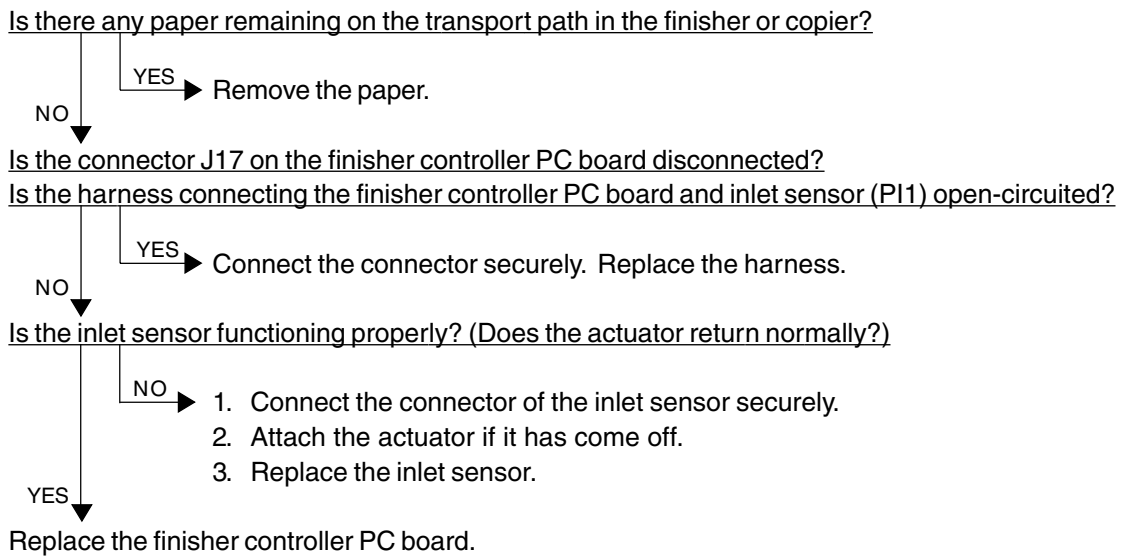 Is there any paper remaining on the transport path in the finisher or copier?
YES
Remove the paper.
NO
Is the connector J17 on the finisher controller PC board disconnected?
Is the harness connecting the finisher controller PC board and inlet sensor (PI1) open-circuited?
YES
Connect the connector securely. Replace the harness.
NO
Is the inlet sensor functioning properly? (Does the actuator return normally?)
NO
1. Connect the connector of the inlet sensor securely.
2. Attach the actuator if it has come off.
3. Replace the inlet sensor.
YES
Replace the finisher controller PC board.